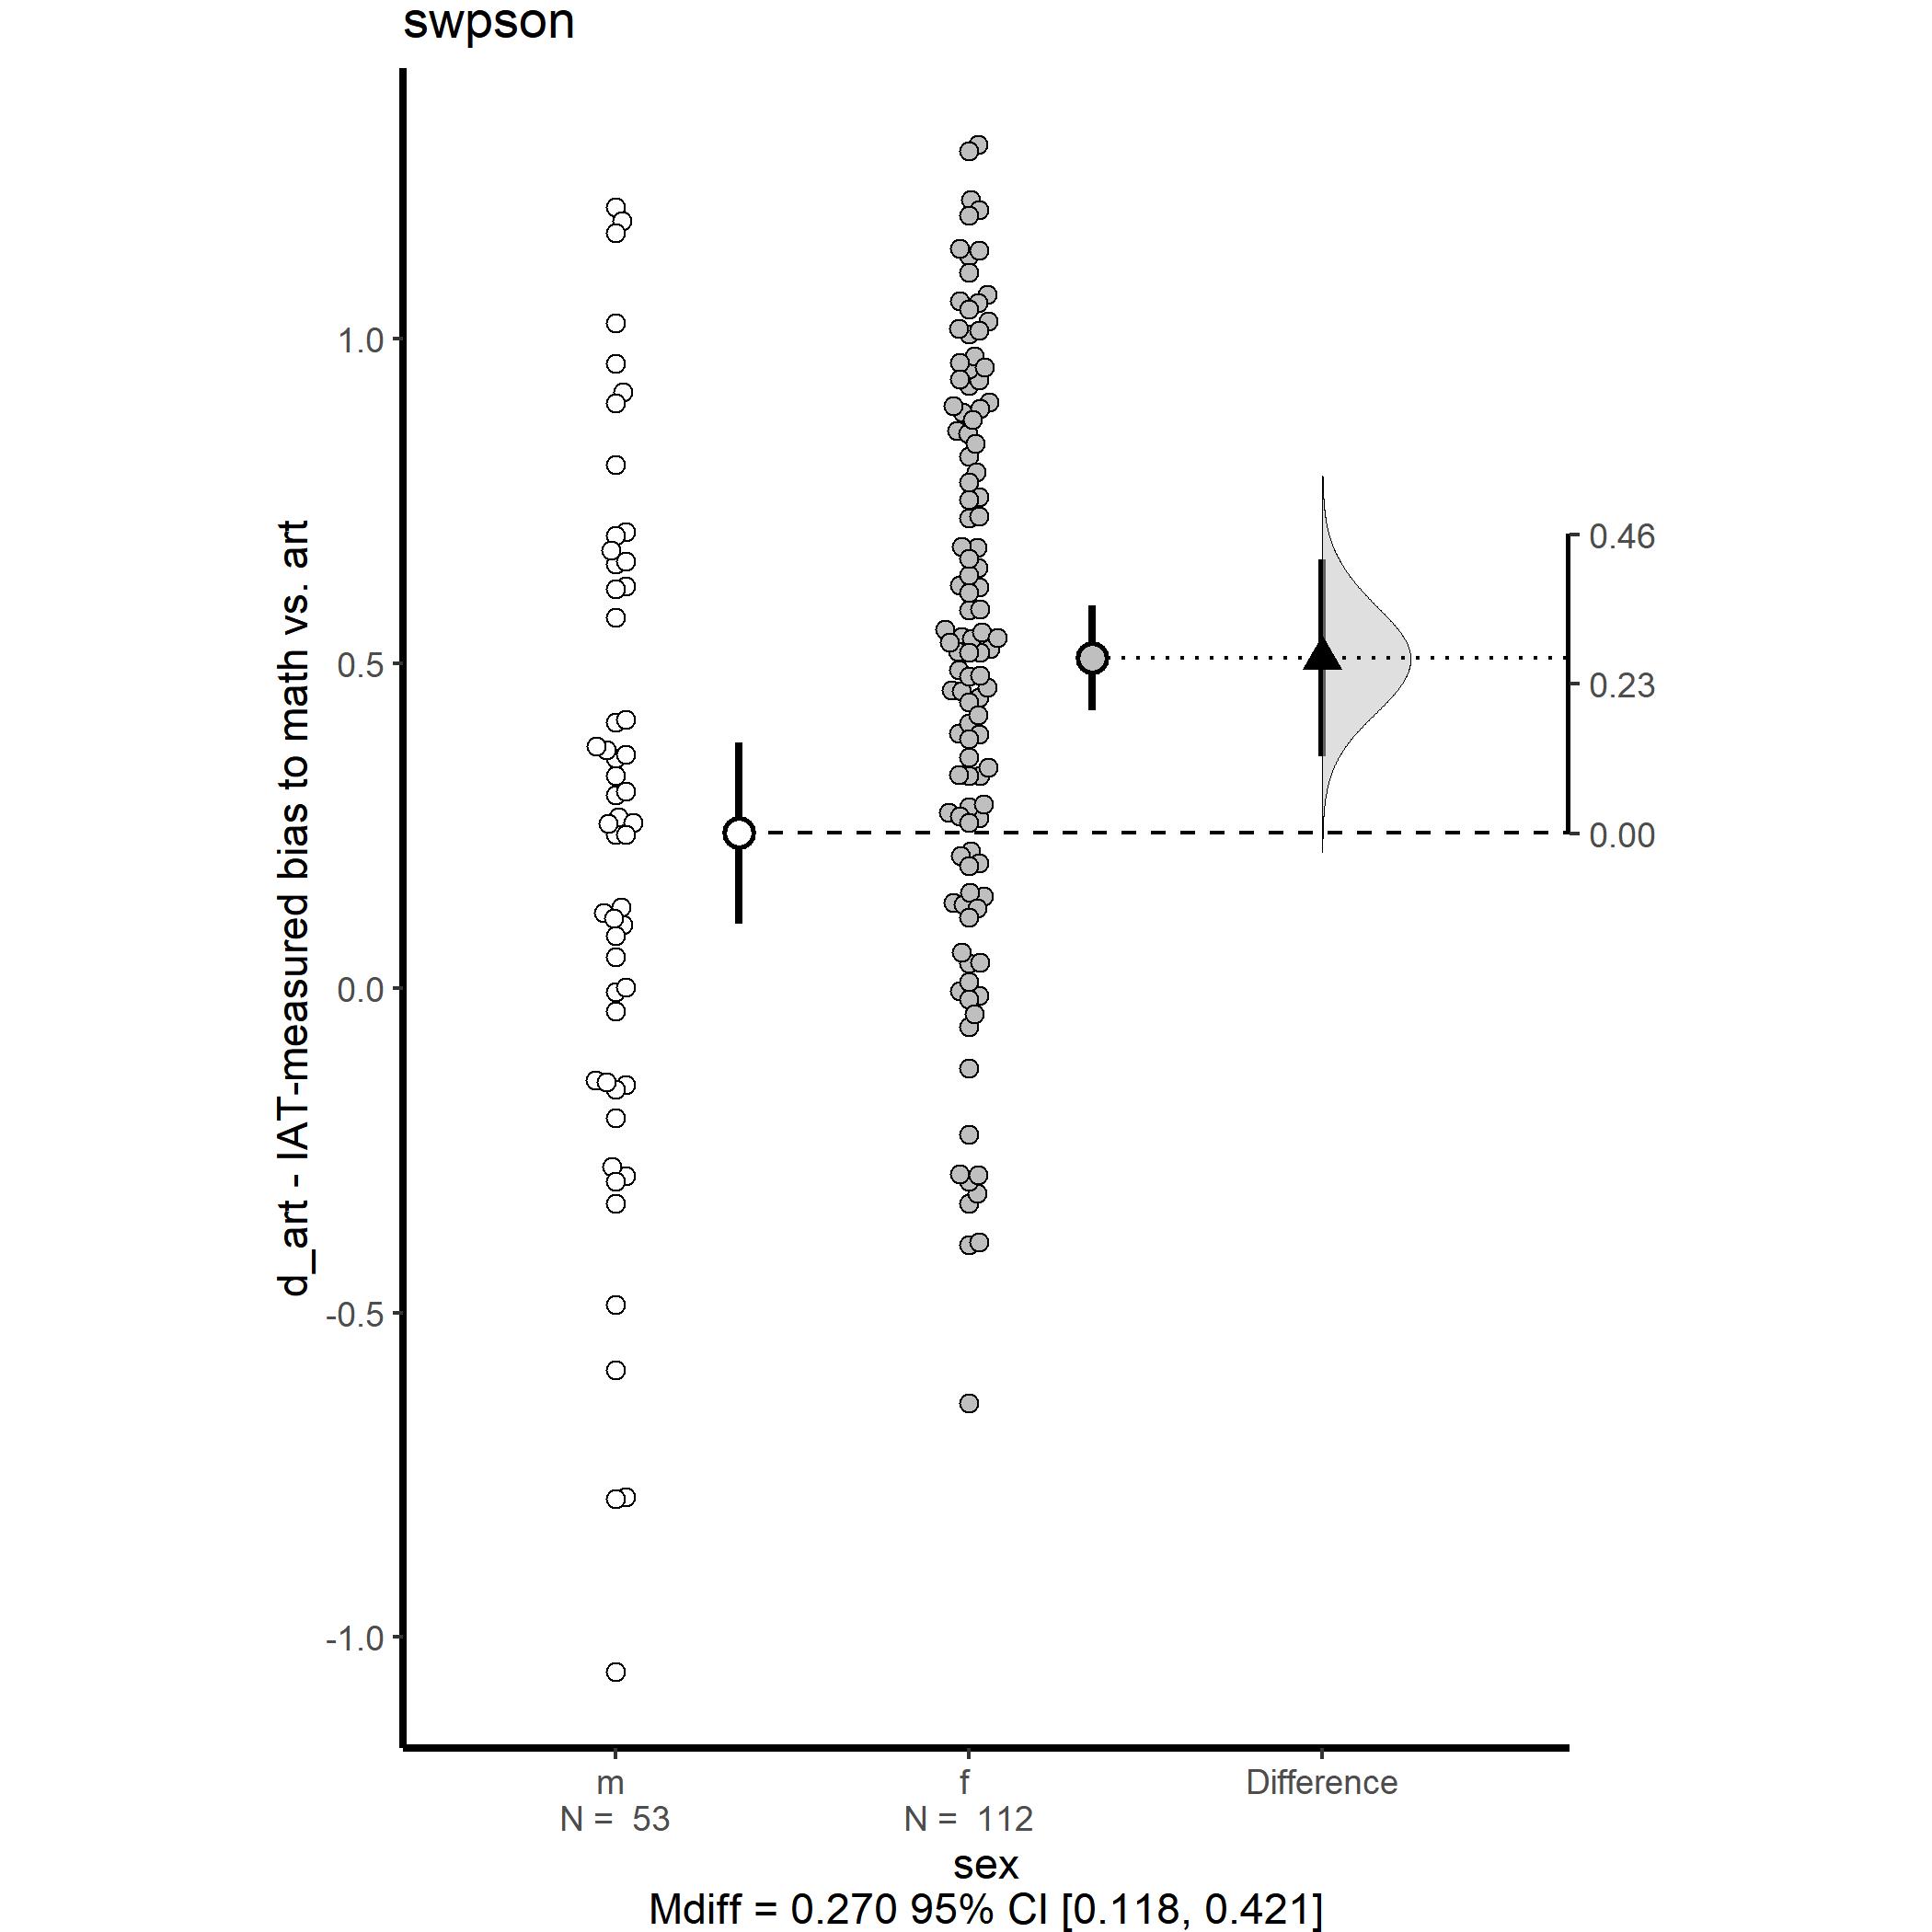 swpson
d_art - IAT-measured bias to math vs. art
1.0
0.5
0.0
-0.5
-1.0
0.46
0.23
0.00
m
N =  53
f
N =  112
Difference
sex
Mdiff = 0.270 95% CI [0.118, 0.421]